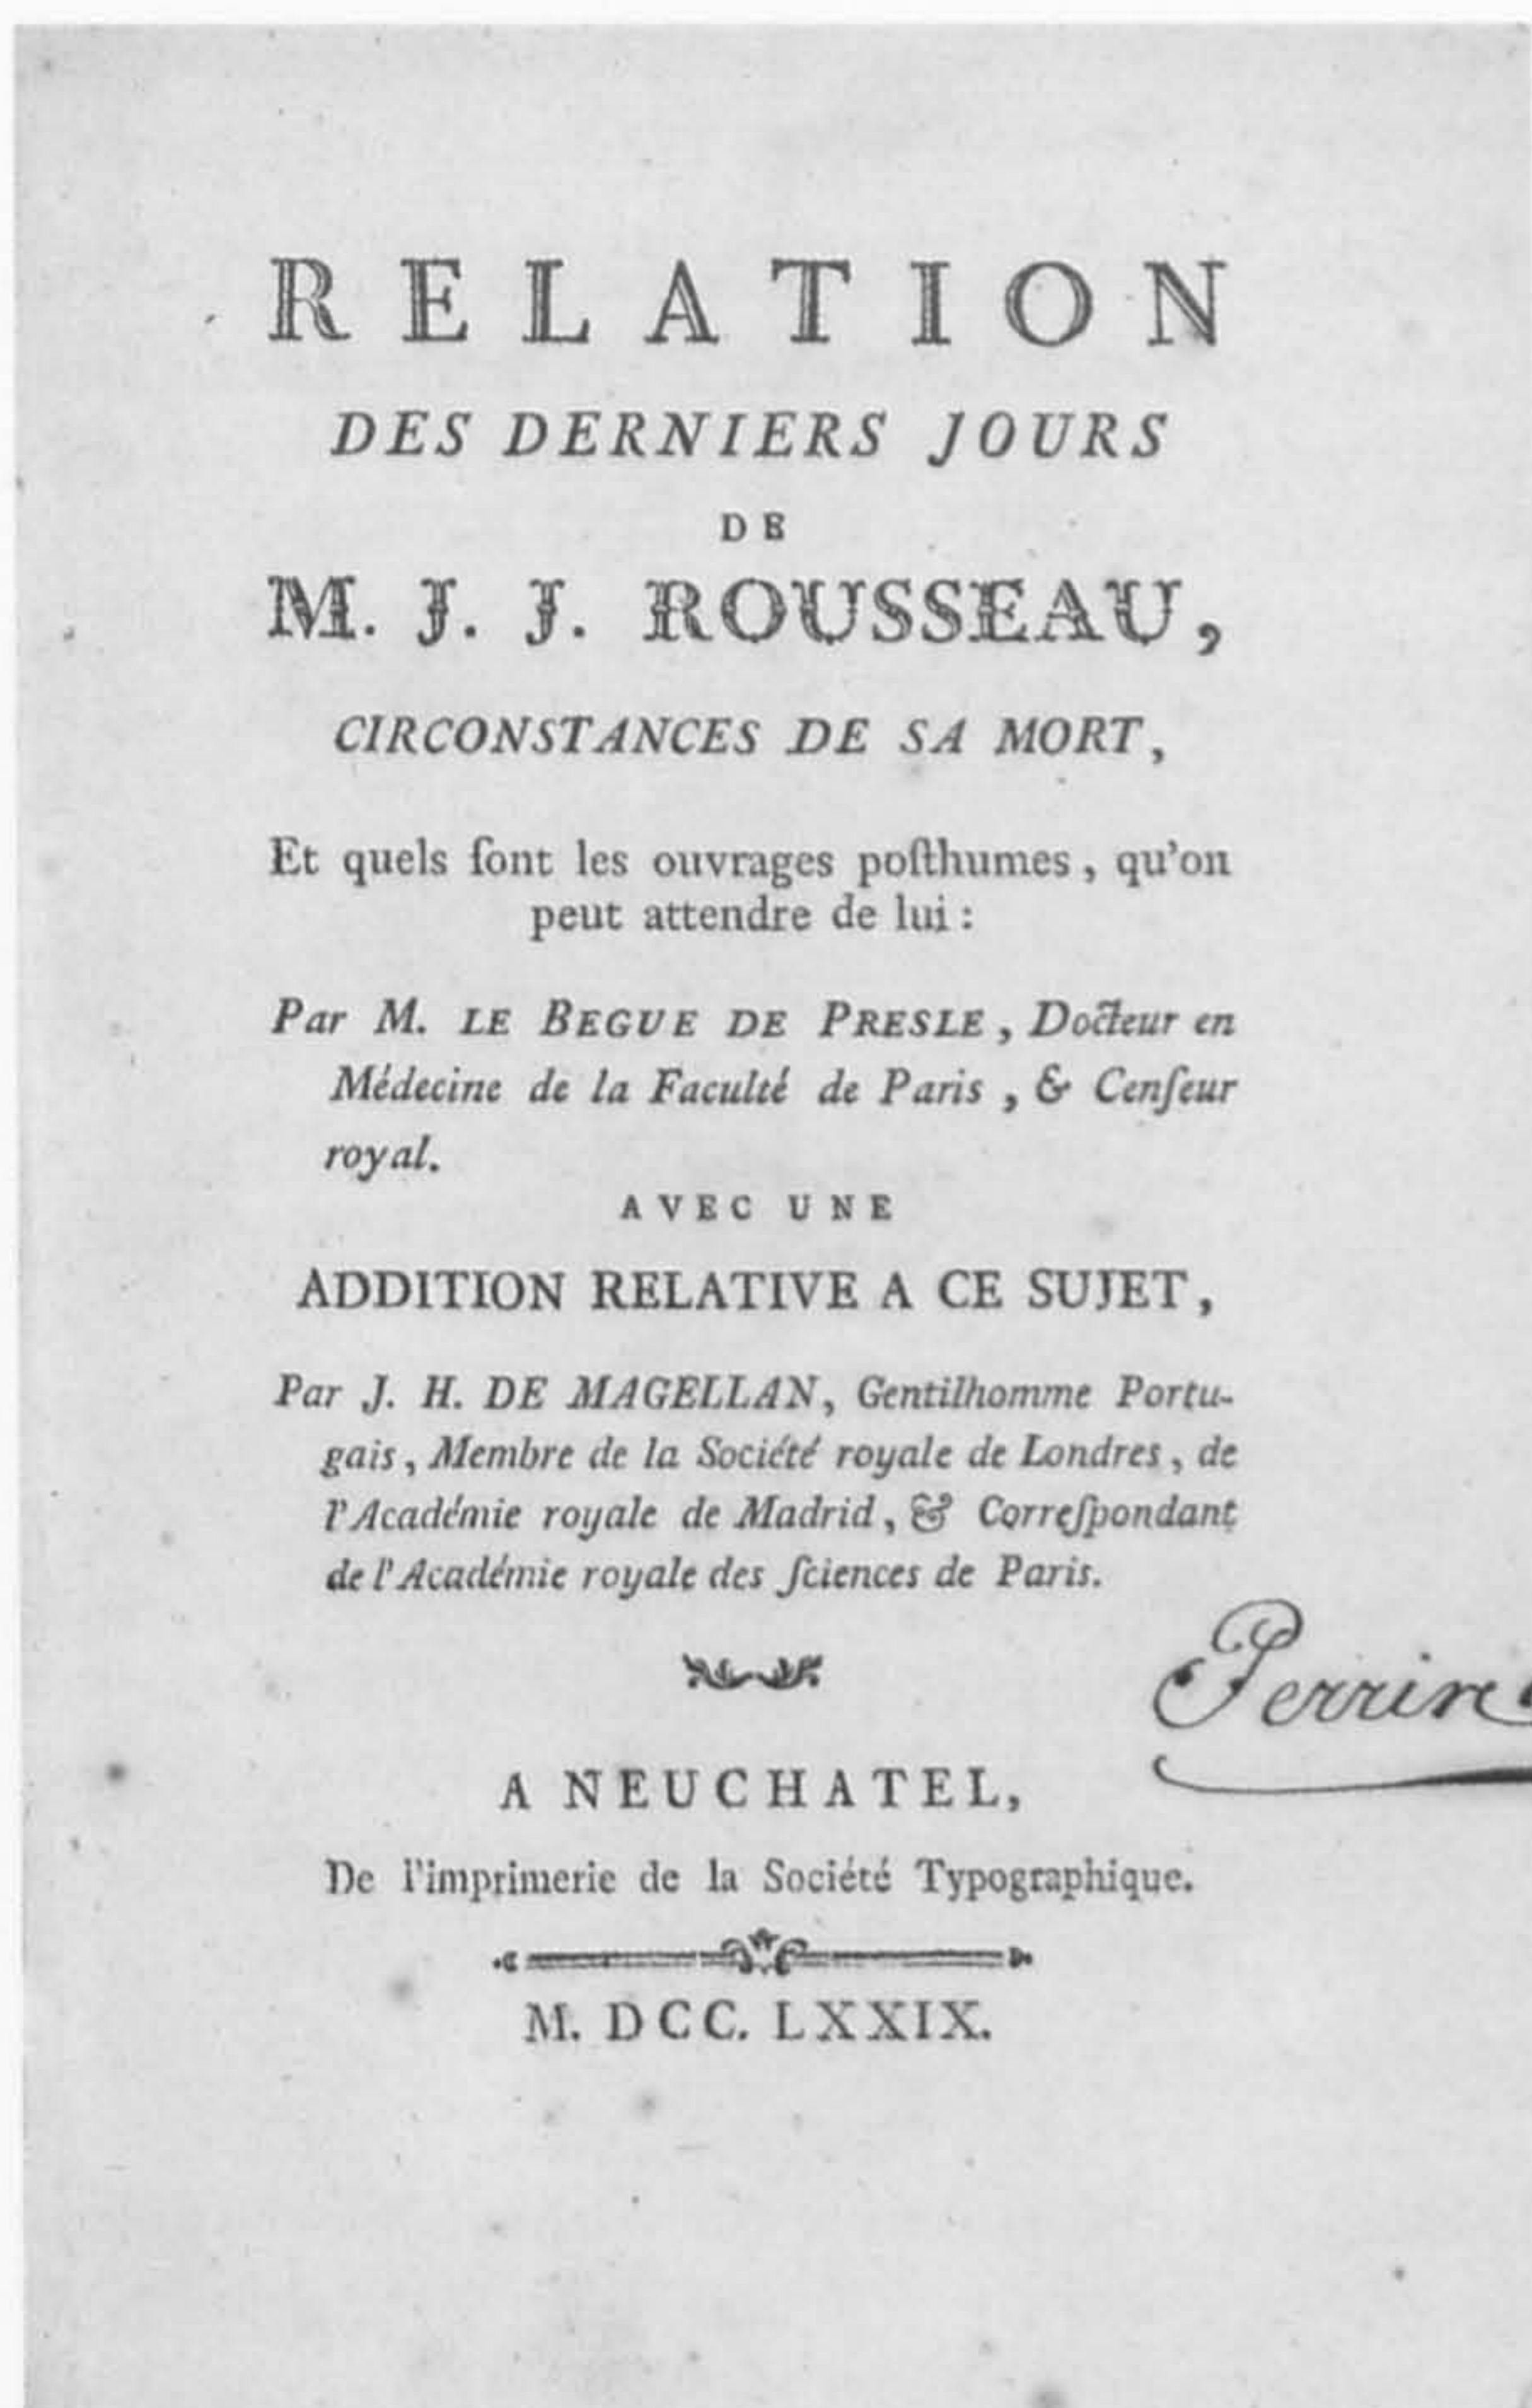 RELATION
DES DERNIERS JOURS
DE
M. J. J. ROUSSEAU,
CIRCONSTANCES DE SA MORT,
Et quels ſont les ouvrages poſthumes, qu'on
peut attendre de lui :
Par M. LE BEGUE DE PRESLE, Docteur en
Médecine de la Faculté de Paris, & Cenſeur
royal.
AVEC UNE
ADDITION RELATIVE A CE SUJET,
Par J. H. DE MAGELLAN, Gentilhomme Portu-
gais, Membre de la Société royale de Londres, de
l'Académie royale de Madrid, & Correſpondant
de l'Académie royale des ſciences de Paris.
A NEUCHATEL,
De l'imprimerie de la Société Typographique.
M. DCC. LXXIX.